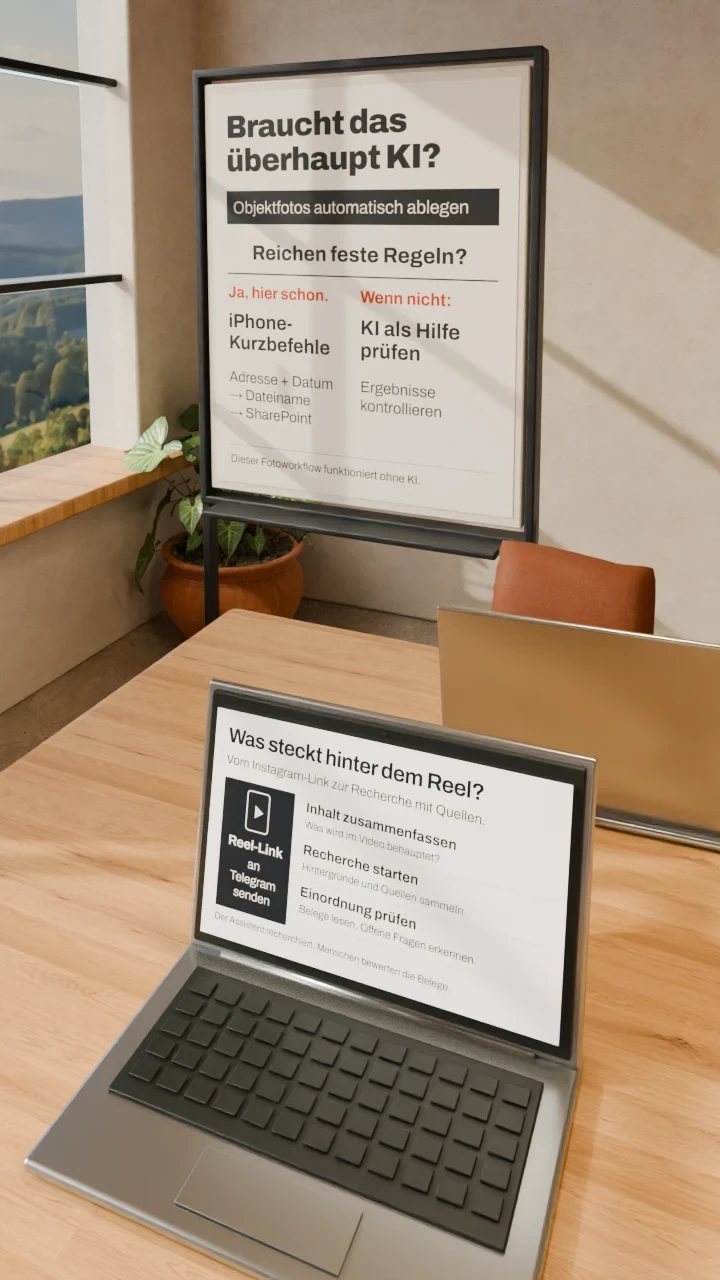 Braucht das
überhaupt KI?
Objektfotos automatisch ablegen
Reichen feste Regeln?
Ja, hier schon.
iPhone-
Kurzbefehle
Adresse + Datum
→ Dateiname
→ SharePoint
Wenn nicht:
KI als Hilfe
prüfen
Ergebnisse
kontrollieren
Dieser Fotoworkflow funktioniert ohne KI.
Was steckt hinter dem Reel?
Vom Instagram-Link zur Recherche mit Quellen.
Reel-Link
an
Telegram
senden
Inhalt zusammenfassen
Was wird im Video behauptet?
Recherche starten
Hintergründe und Quellen sammeln.
Einordnung prüfen
Belege lesen. Offene Fragen erkennen
Der Assistent recherchiert. Menschen bewerten die Belege.